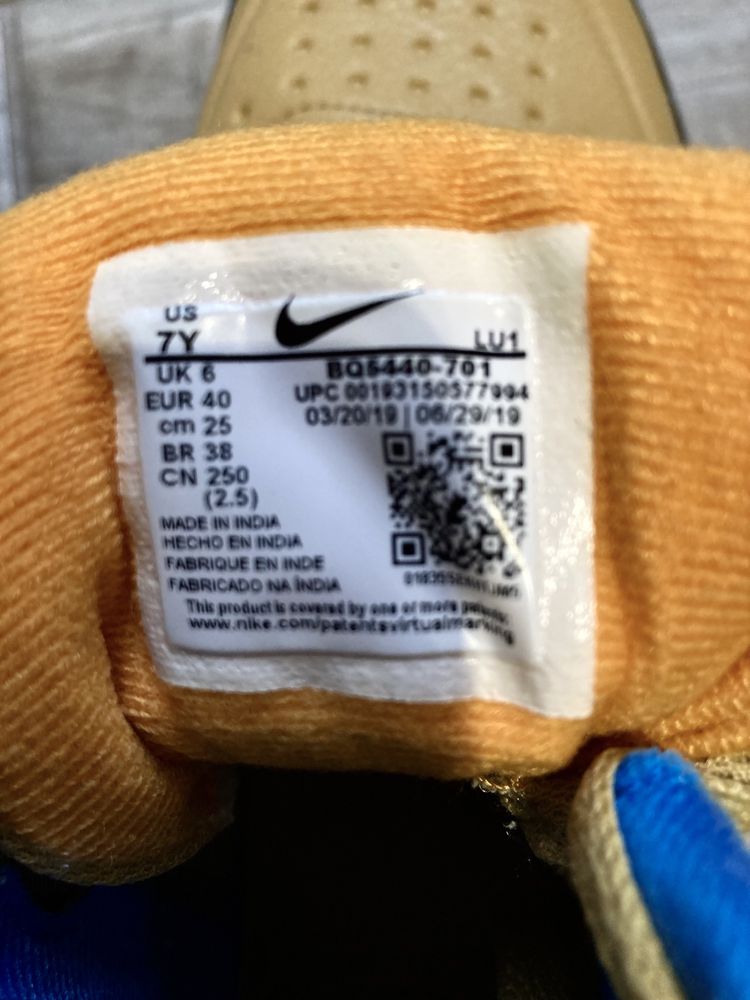 US
7Y LU1
UK 6 BQ5440-701
EUR 40 UPC 00193150577994
cm 25 03/20/19 | 06/29/19
BR 38
CN 250
(2.5)
MADE IN INDIA
HECHO EN INDIA
FABRIQUE EN INDE
FABRICADO NA ÍNDIA
This product is covered by one or more patents:
www.nike.com/patentsvirtualmarking